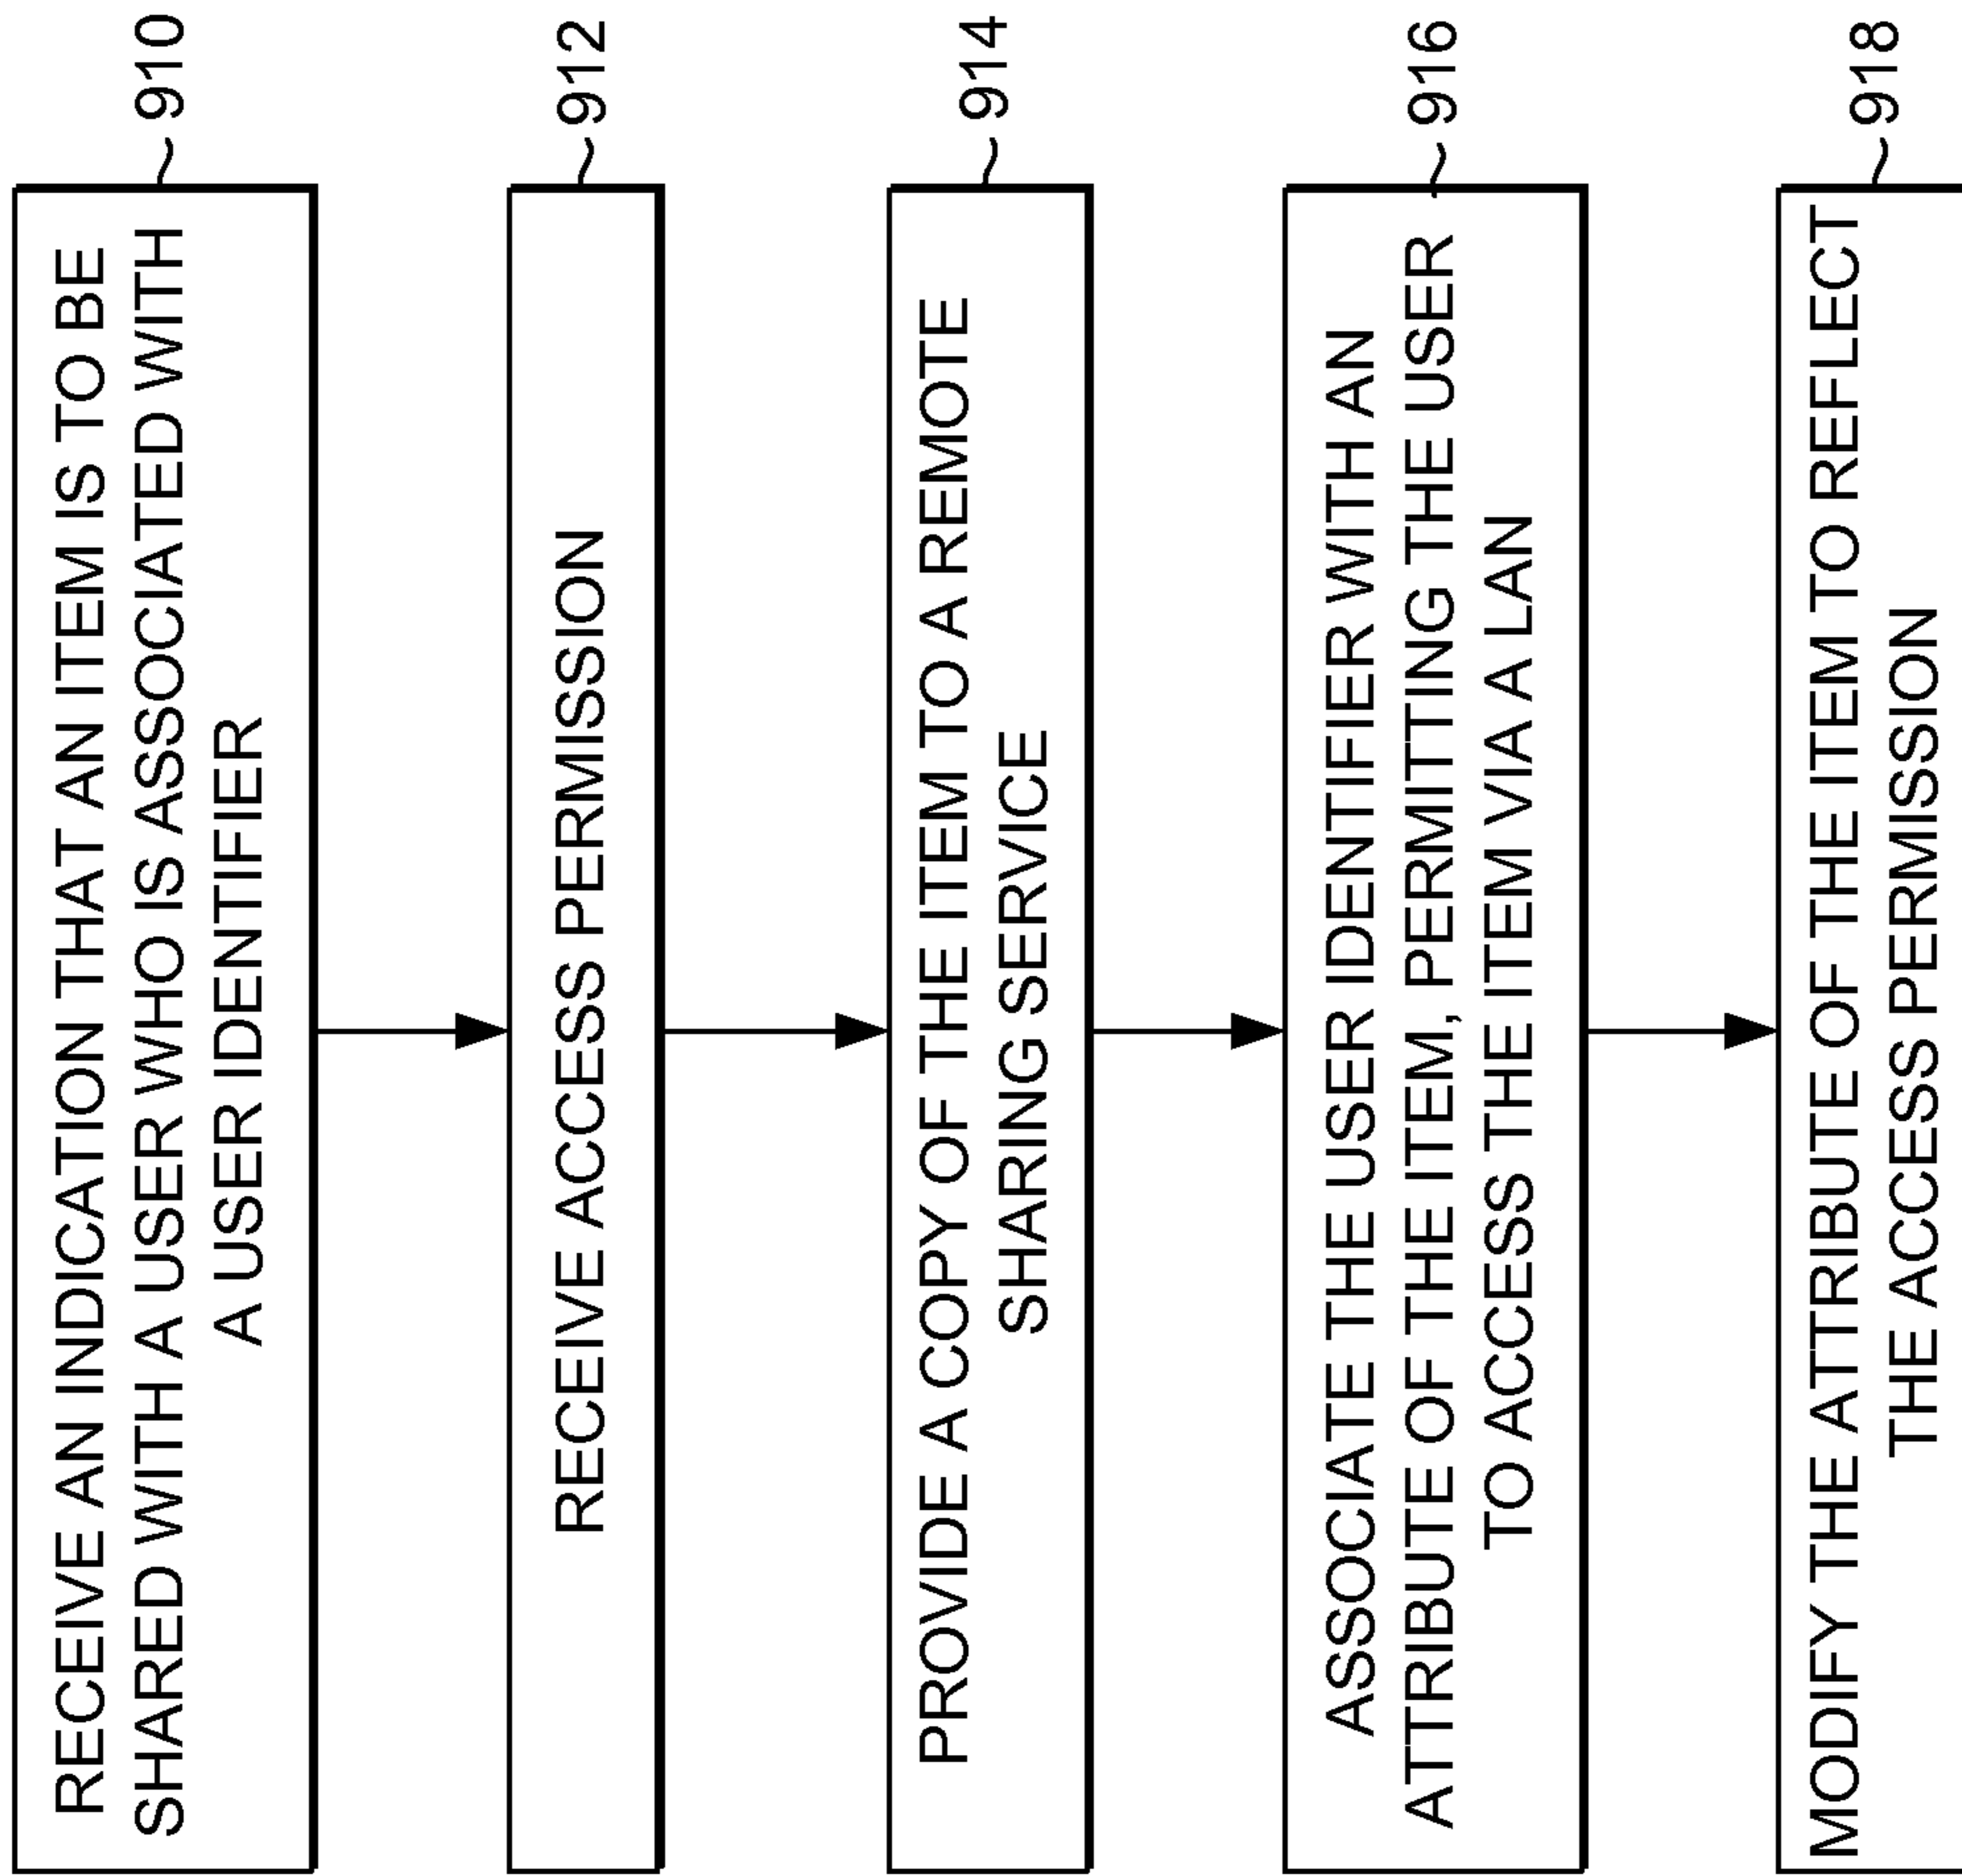 RECEIVE AN INDICATION THAT AN ITEM IS TO BE
SHARED WITH A USER WHO IS ASSOCIATED WITH
A USER IDENTIFIER
910
RECEIVE ACCESS PERMISSION
912
PROVIDE A COPY OF THE ITEM TO A REMOTE
SHARING SERVICE
914
ASSOCIATE THE USER IDENTIFIER WITH AN
ATTRIBUTE OF THE ITEM, PERMITTING THE USER
TO ACCESS THE ITEM VIA A LAN
916
MODIFY THE ATTRIBUTE OF THE ITEM TO REFLECT
THE ACCESS PERMISSION
918